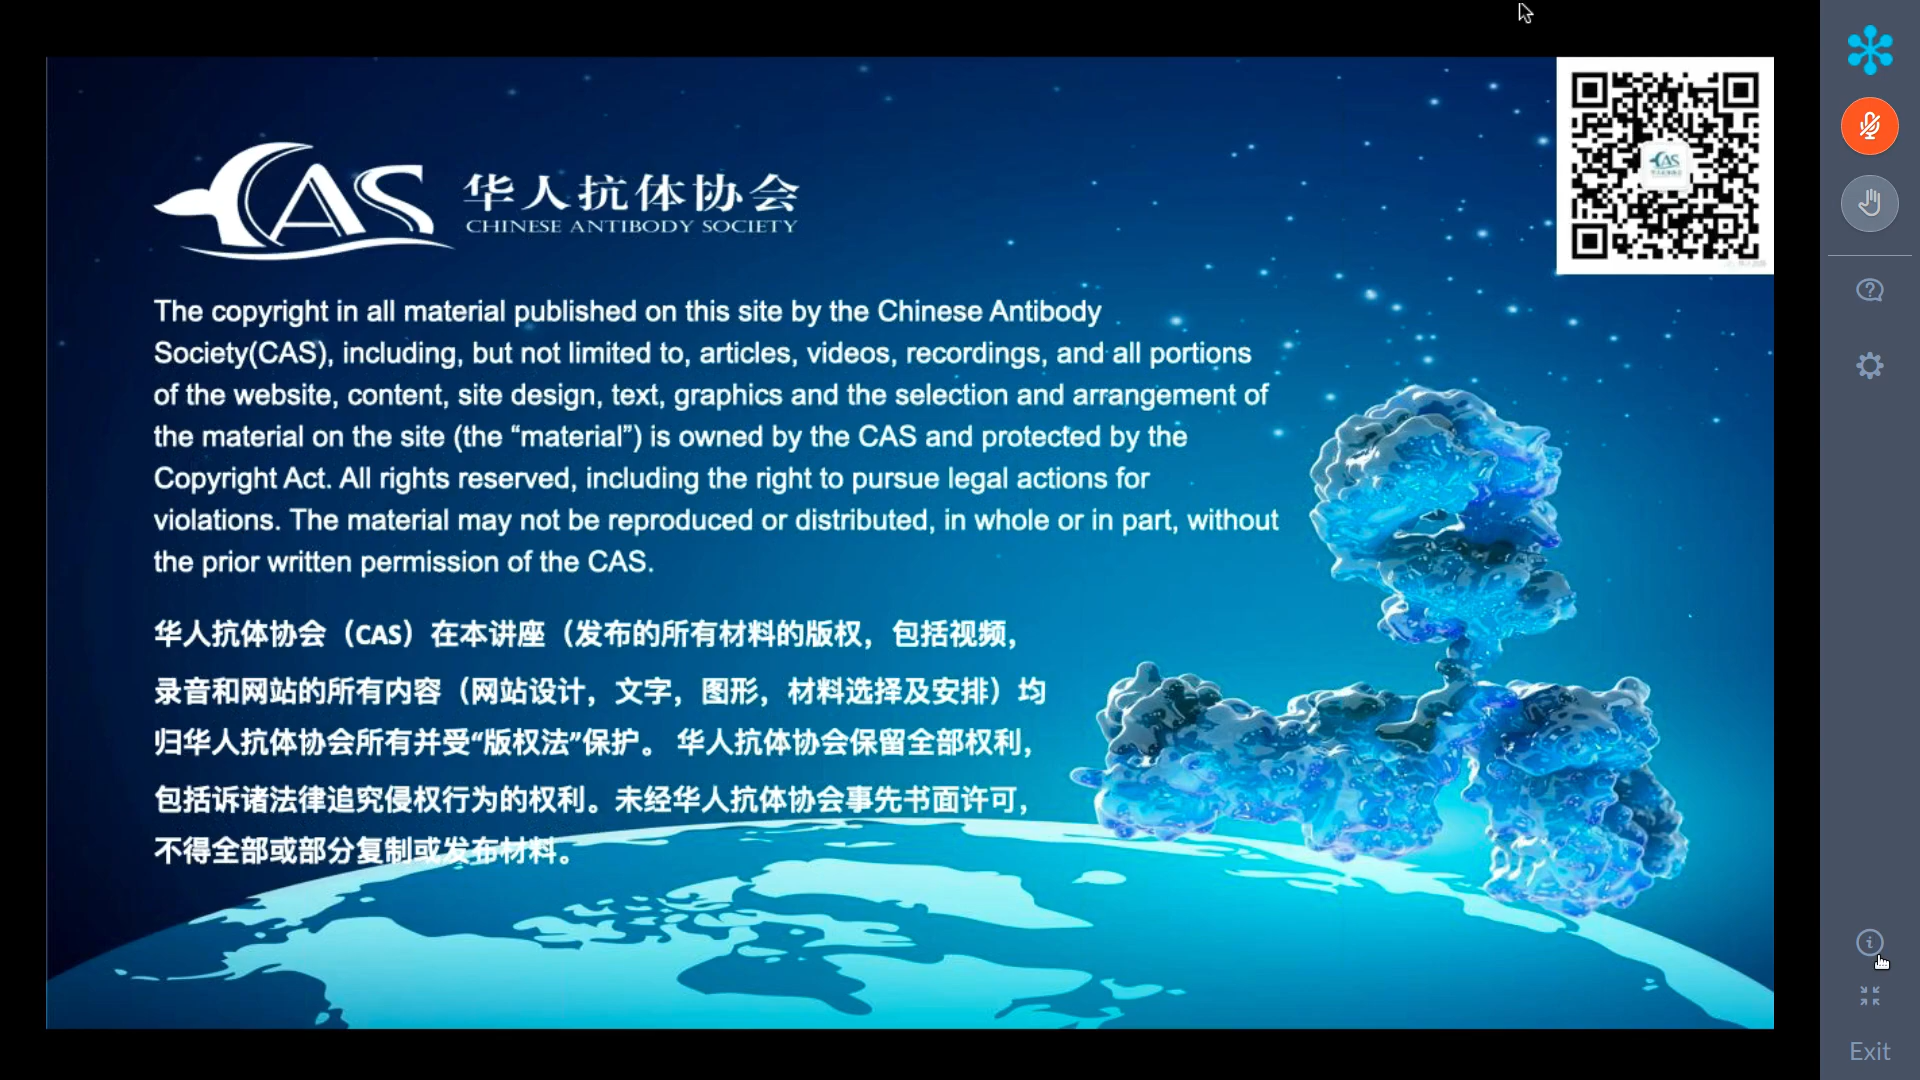 CAS 华人抗体协会
CHINESE ANTIBODY SOCIETY
The copyright in all material published on this site by the Chinese Antibody
Society(CAS), including, but not limited to, articles, videos, recordings, and all portions
of the website, content, site design, text, graphics and the selection and arrangement of
the material on the site (the “material”) is owned by the CAS and protected by the
Copyright Act. All rights reserved, including the right to pursue legal actions for
violations. The material may not be reproduced or distributed, in whole or in part, without
the prior written permission of the CAS.
华人抗体协会（CAS）在本讲座（发布的所有材料的版权，包括视频，
录音和网站的所有内容（网站设计，文字，图形，材料选择及安排）均
归华人抗体协会所有并受“版权法”保护。 华人抗体协会保留全部权利，
包括诉诸法律追究侵权行为的权利。未经华人抗体协会事先书面许可，
不得全部或部分复制或发布材料。
CAS
Exit